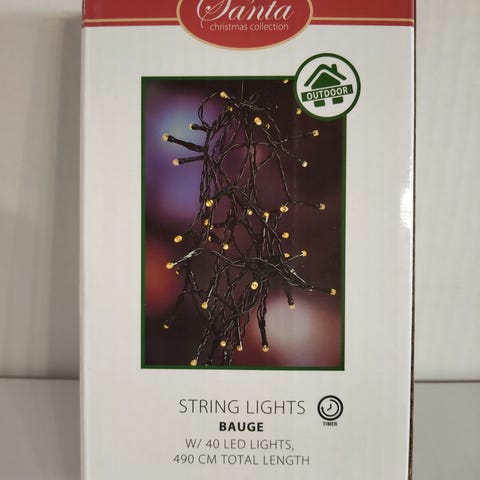 Santa
christmas collection
OUTDOOR
STRING LIGHTS
TIMER
BAUGE
W/ 40 LED LIGHTS,
490 CM TOTAL LENGTH